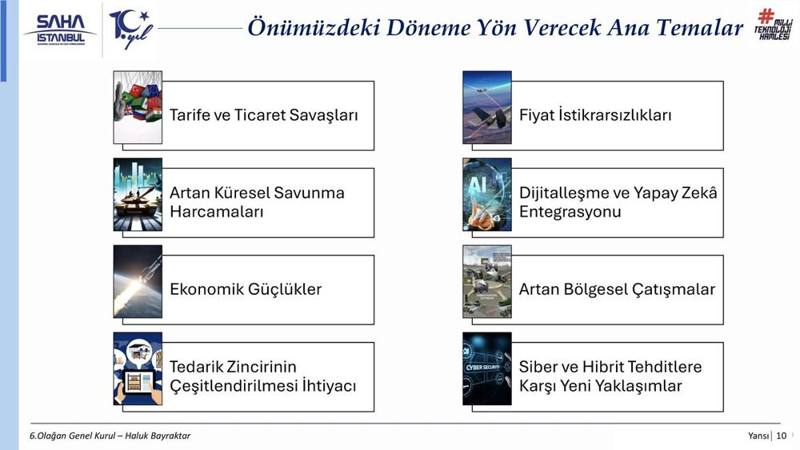 SAHA
İSTANBUL
10.yıl
Önümüzdeki Döneme Yön Verecek Ana Temalar
#MİLLİ
TEKNOLOJİ
HAMLESİ
Tarife ve Ticaret Savaşları
Fiyat İstikrarsızlıkları
Artan Küresel Savunma
Harcamaları
AI
Dijitalleşme ve Yapay Zekâ
Entegrasyonu
Ekonomik Güçlükler
Artan Bölgesel Çatışmalar
Tedarik Zincirinin
Çeşitlendirilmesi İhtiyacı
CYBER SECURITY
Siber ve Hibrit Tehditlere
Karşı Yeni Yaklaşımlar
6.Olağan Genel Kurul – Haluk Bayraktar
Yansı| 10